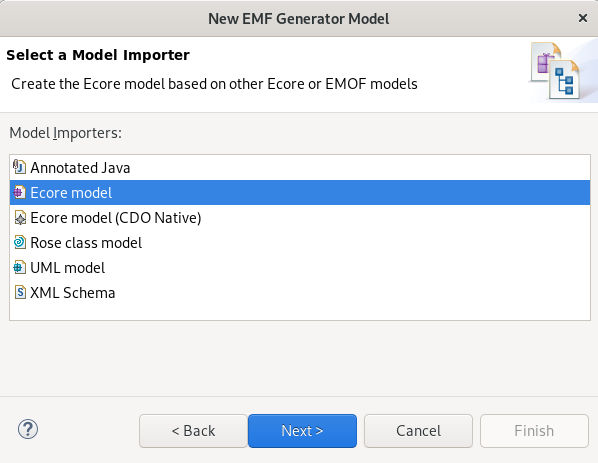 New EMF Generator Model
Select a Model Importer
Create the Ecore model based on other Ecore or EMOF models
Model Importers:
Annotated Java
Ecore model
Ecore model (CDO Native)
Rose class model
UML model
XML Schema
< Back Next > Cancel Finish